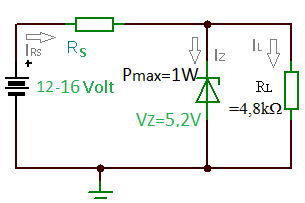 IRS
Rs
+
12-16 Volt
Pmax=1W
IZ
IL
VZ=5,2V
RL
=4,8kΩ